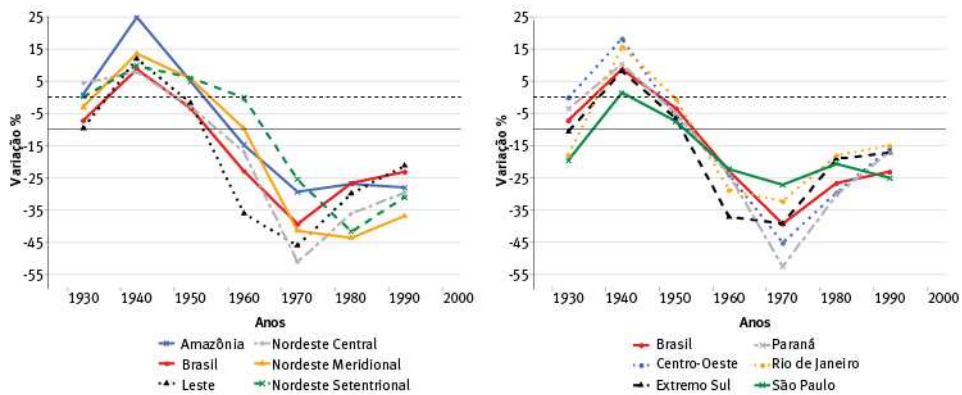 25
15
5
-5
-15
-25
-35
-45
-55
Variação %
1930 1940 1950 1960 1970 1980 1990 2000
Anos
Amazônia Nordeste Central
Brasil Nordeste Meridional
Leste Nordeste Setentrional
25
15
5
-5
-15
-25
-35
-45
-55
Variação %
1930 1940 1950 1960 1970 1980 1990 2000
Anos
Brasil Paraná
Centro-Oeste Rio de Janeiro
Extremo Sul São Paulo